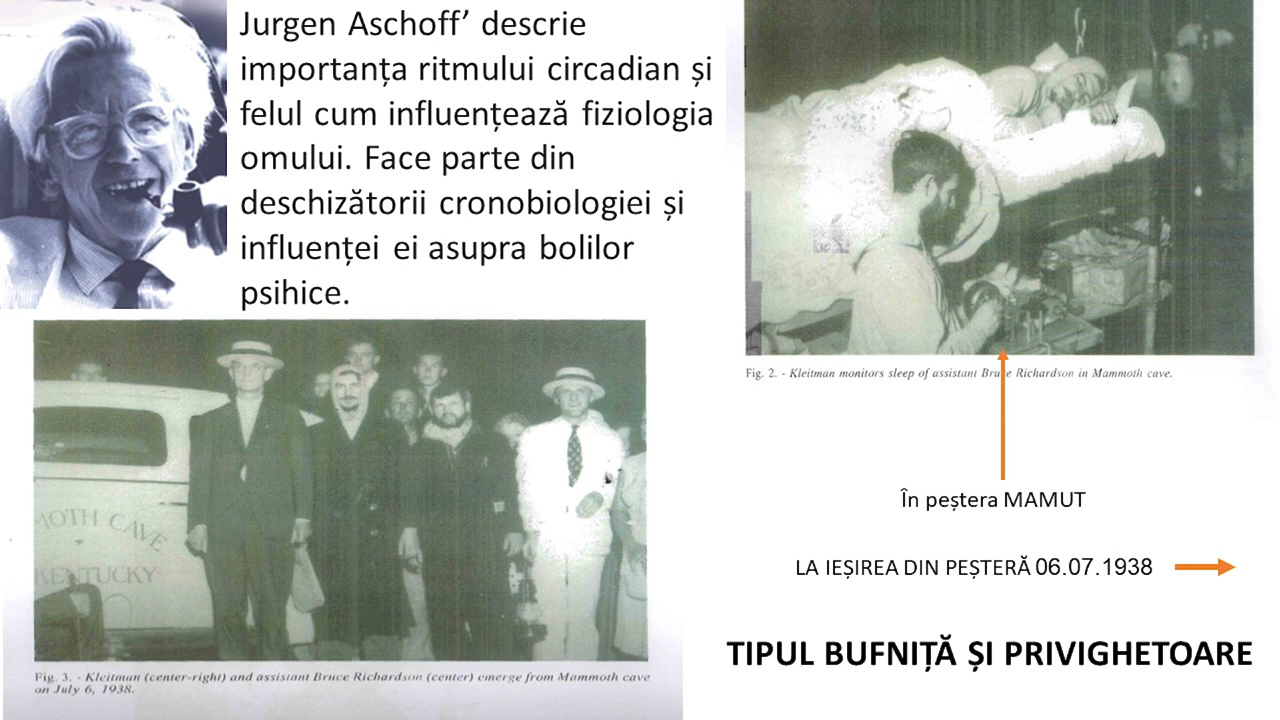 Jurgen Aschoff’ descrie
importanța ritmului circadian și
felul cum influențează fiziologia
omului. Face parte din
deschizătorii cronobiologiei și
influenței ei asupra bolilor
psihice.
Fig. 2. - Kleitman monitors sleep of assistant Bruce Richardson in Mammoth cave.
În peștera MAMUT
LA IEȘIREA DIN PEȘTERĂ 06.07.1938
TIPUL BUFNIȚĂ ȘI PRIVIGHETOARE
MOTH CAVE
KENTUCKY
Fig. 3. - Kleitman (center-right) and assistant Bruce Richardson (center) emerge from Mammoth cave
on July 6, 1938.